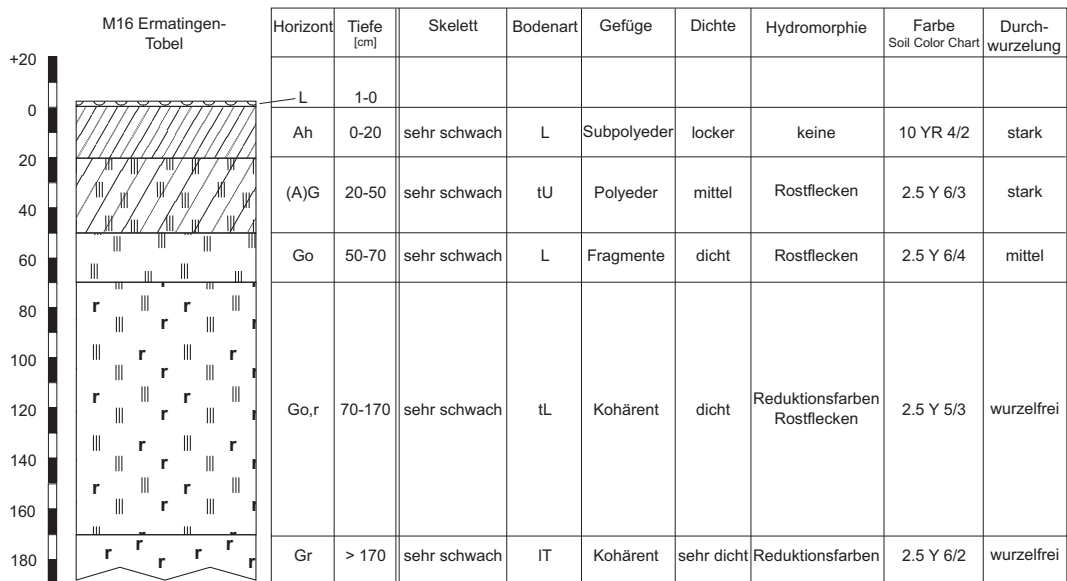 M16 Ermatingen-
Tobel
Horizont Tiefe [cm] Skelett Bodenart Gefüge Dichte Hydromorphie Farbe Soil Color Chart Durch-wurzelung
+20
L 1-0
0
Ah 0-20 sehr schwach L Subpolyeder locker keine 10 YR 4/2 stark
20
(A)G 20-50 sehr schwach tU Polyeder mittel Rostflecken 2.5 Y 6/3 stark
40
Go 50-70 sehr schwach L Fragmente dicht Rostflecken 2.5 Y 6/4 mittel
60
80
r r
r r
100
r r
r r
120
Go,r 70-170 sehr schwach tL Kohärent dicht Reduktionsfarben Rostflecken 2.5 Y 5/3 wurzelfrei
r r
r r
140
r r
r r
160
r r
r r
180
Gr > 170 sehr schwach lT Kohärent sehr dicht Reduktionsfarben 2.5 Y 6/2 wurzelfrei
r r r r r r